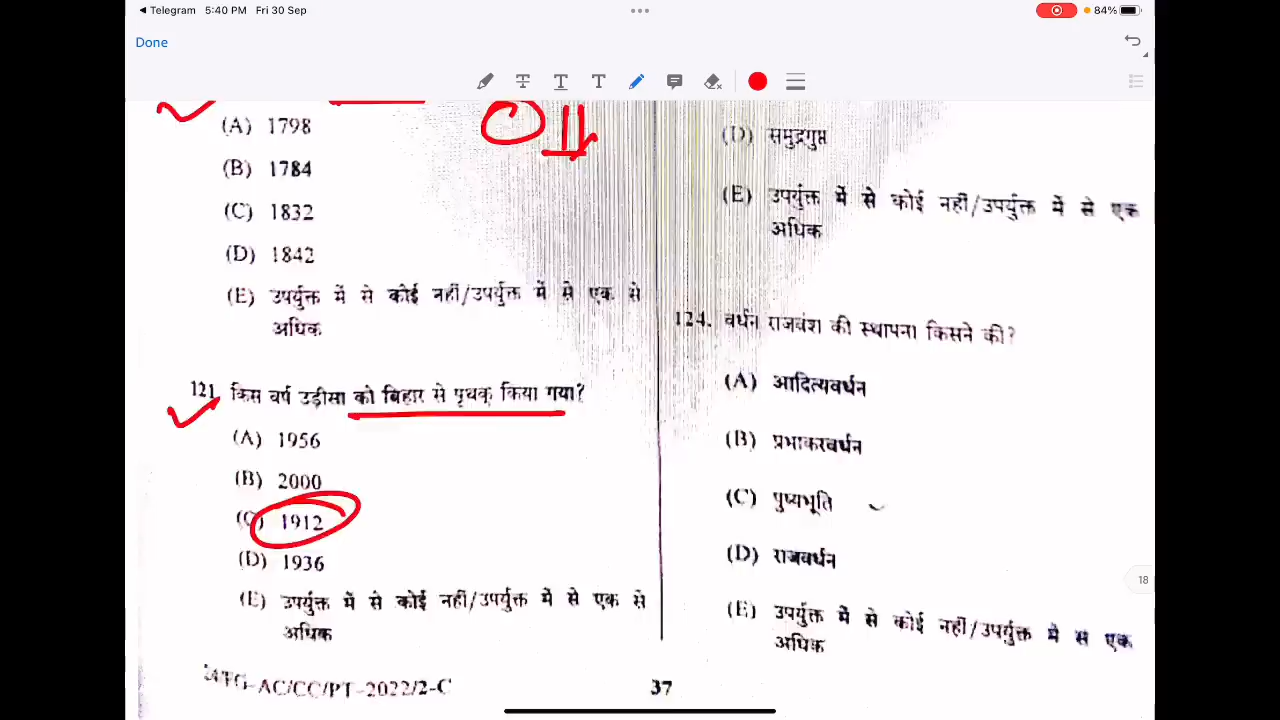 Telegram 5:40 PM Fri 30 Sep
84%
Done
(A) 1798
(B) 1784
(C) 1832
(D) 1842
(E) उपर्युक्त में से कोई नहीं/उपर्युक्त में से एक से
अधिक
121. किस वर्ष उड़ीसा को बिहार से पृथक् किया गया?
(A) 1956
(B) 2000
(C) 1912
(D) 1936
(E) उपर्युक्त में से कोई नहीं/उपर्युक्त में से एक से
अधिक
(D) समुद्रगुप्त
(E) उपर्युक्त में से कोई नहीं/उपर्युक्त में से एक
अधिक
124. वर्धन राजवंश की स्थापना किसने की?
(A) आदित्यवर्धन
(B) प्रभाकरवर्धन
(C) पुष्यभूति
(D) राजवर्धन
(E) उपर्युक्त में से कोई नहीं/उपर्युक्त में से एक
अधिक
18
/FG-AC/CC/PT-2022/2-C
37